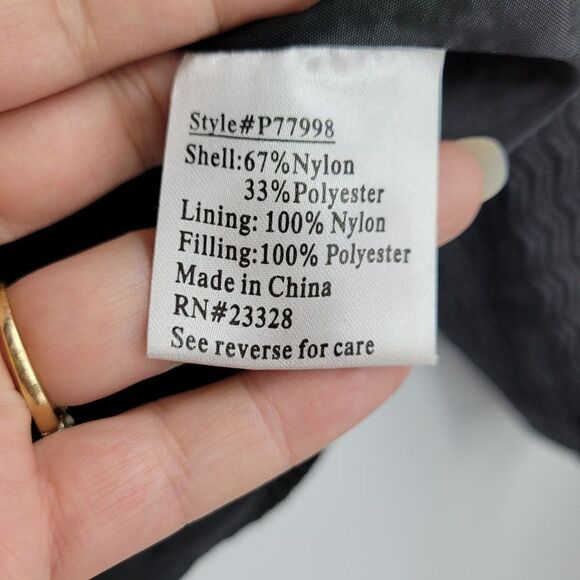 Style#P77998
Shell:67%Nylon
33%Polyester
Lining: 100% Nylon
Filling:100% Polyester
Made in China
RN#23328
See reverse for care